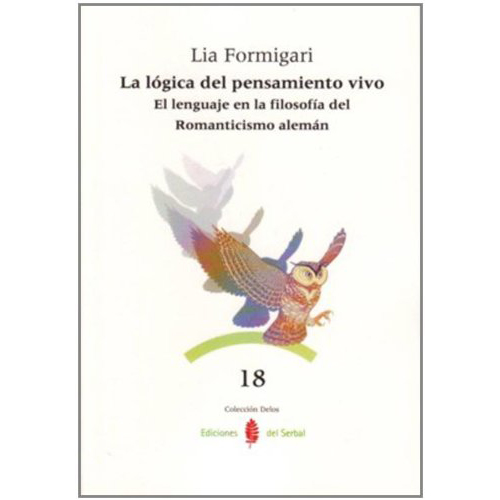 Lia Formigari
La lógica del pensamiento vivo
El lenguaje en la filosofía del
Romanticismo alemán
18
Colección Delos
Ediciones del Serbal